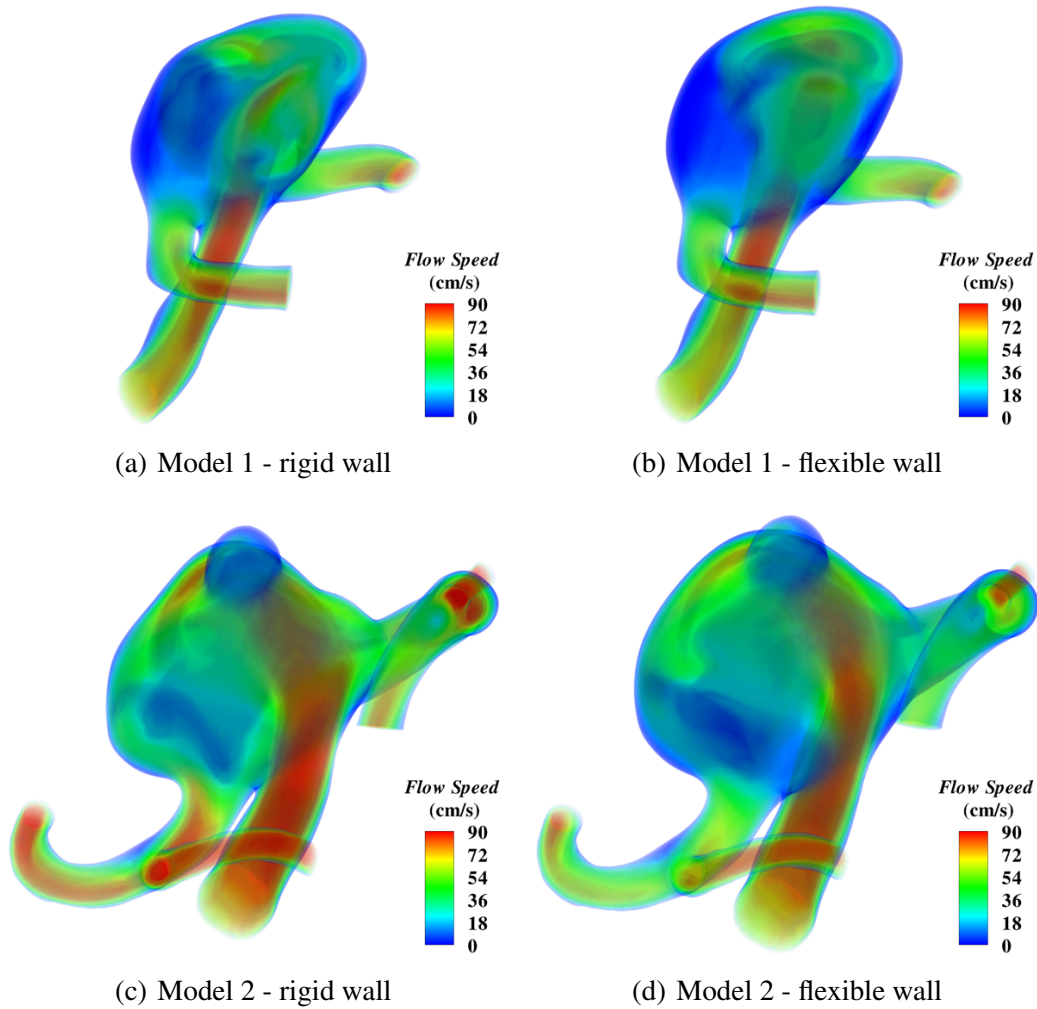 Flow Speed
(cm/s)
90
72
54
36
18
0
(a) Model 1 - rigid wall
Flow Speed
(cm/s)
90
72
54
36
18
0
(b) Model 1 - flexible wall
Flow Speed
(cm/s)
90
72
54
36
18
0
(c) Model 2 - rigid wall
Flow Speed
(cm/s)
90
72
54
36
18
0
(d) Model 2 - flexible wall